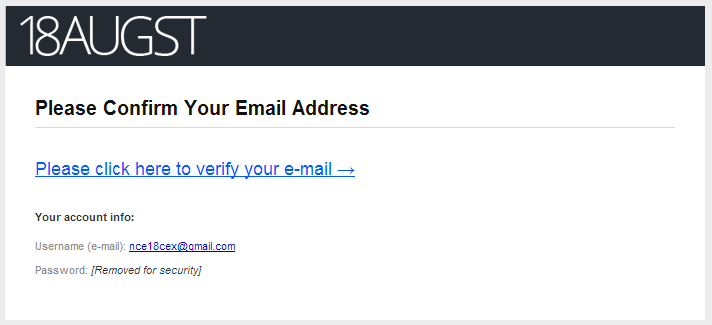 18AUGST
Please Confirm Your Email Address
Please click here to verify your e-mail →
Your account info:
Username (e-mail): nce18cex@gmail.com
Password: [Removed for security]